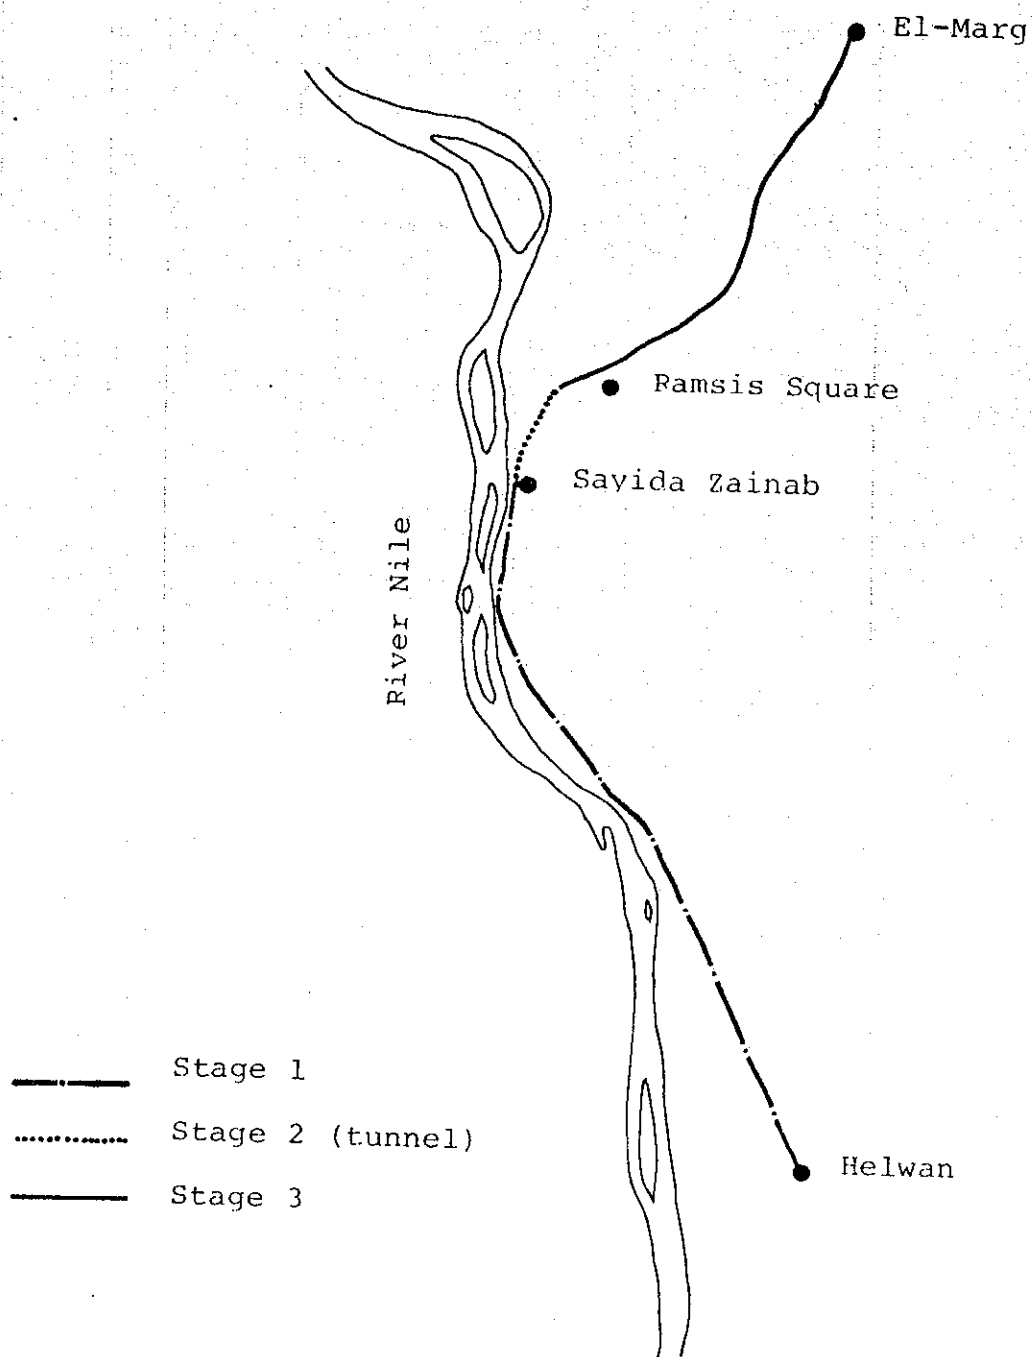 El-Marg
Ramsis Square
Sayida Zainab
River Nile
Stage 1
Stage 2 (tunnel)
Stage 3
Helwan